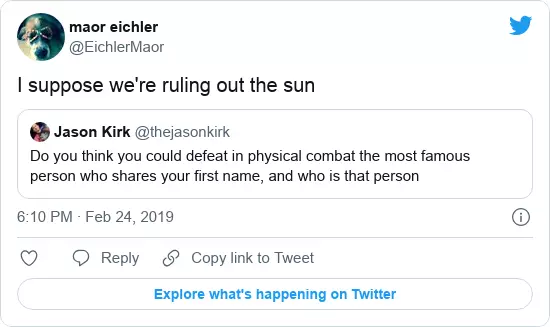 maor eichler
@EichlerMaor
I suppose we're ruling out the sun
Jason Kirk @thejasonkirk
Do you think you could defeat in physical combat the most famous
person who shares your first name, and who is that person
6:10 PM · Feb 24, 2019
Reply
Copy link to Tweet
Explore what's happening on Twitter